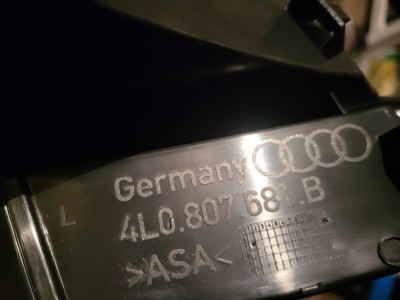 Germany
L
4L0.807.681.B
>ASA<